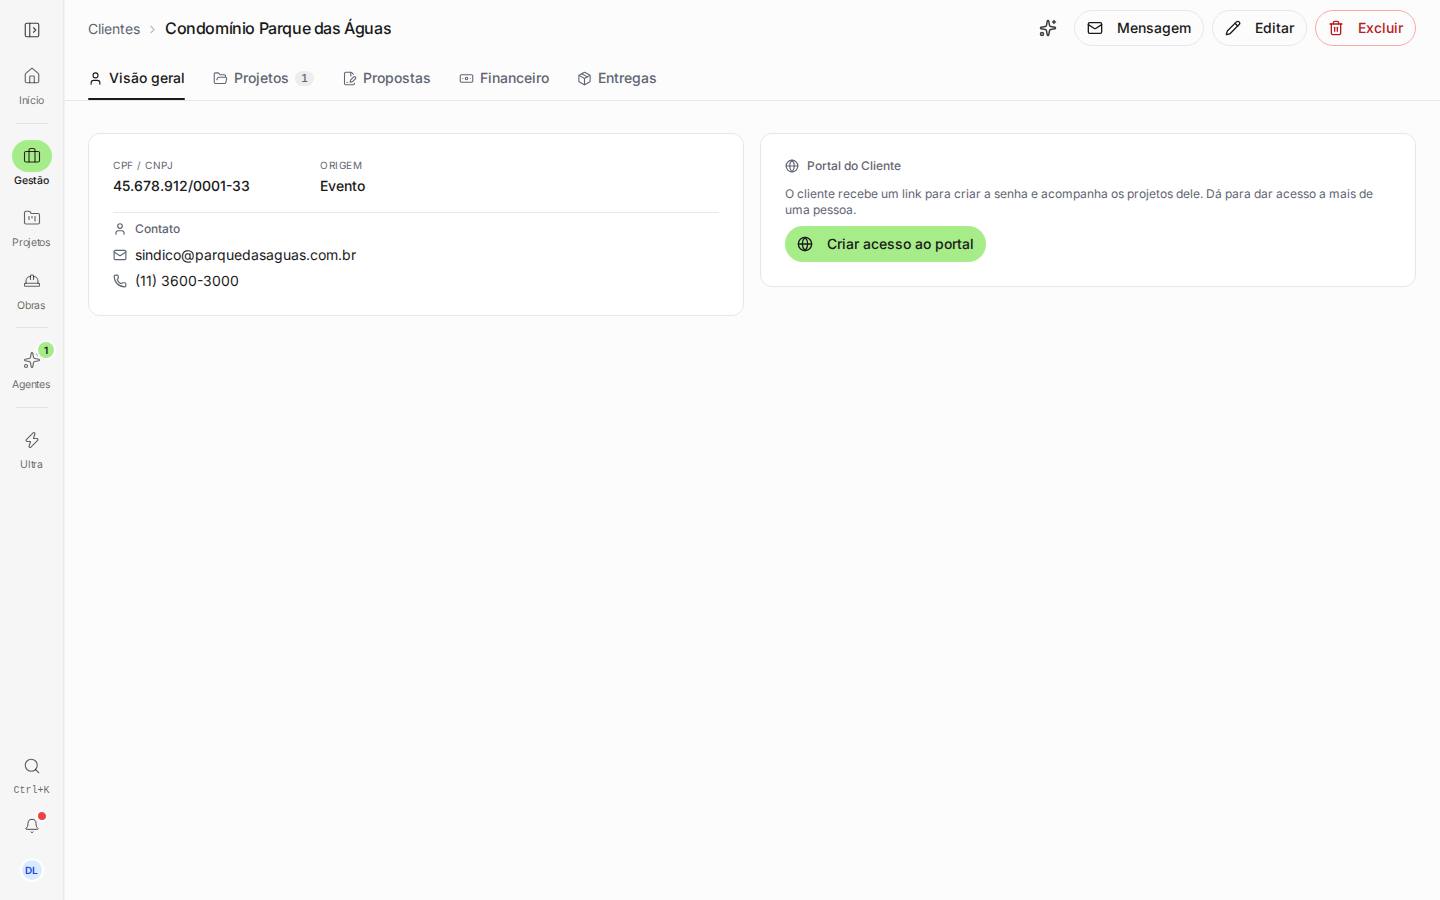 Clientes
Condomínio Parque das Águas
Mensagem
Editar
Excluir
Visão geral
Projetos 1
Propostas
Financeiro
Entregas
Início
Gestão
Projetos
Obras
1
Agentes
Ultra
Ctrl+K
DL
CPF / CNPJ
45.678.912/0001-33
ORIGEM
Evento
Contato
sindico@parquedasaguas.com.br
(11) 3600-3000
Portal do Cliente
O cliente recebe um link para criar a senha e acompanha os projetos dele. Dá para dar acesso a mais de
uma pessoa.
Criar acesso ao portal